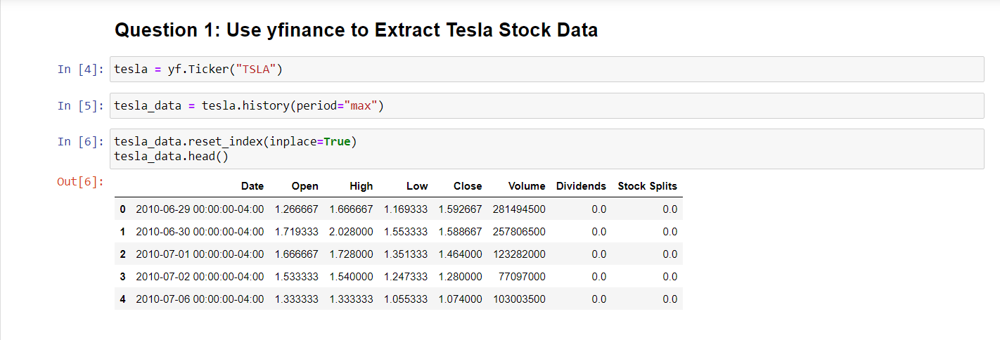 Question 1: Use yfinance to Extract Tesla Stock Data
In [4]: tesla = yf.Ticker("TSLA")
In [5]: tesla_data = tesla.history(period="max")
In [6]: tesla_data.reset_index(inplace=True)
tesla_data.head()
Out[6]:
Date Open High Low Close Volume Dividends Stock Splits
0 2010-06-29 00:00:00-04:00 1.266667 1.666667 1.169333 1.592667 281494500 0.0 0.0
1 2010-06-30 00:00:00-04:00 1.719333 2.028000 1.553333 1.588667 257806500 0.0 0.0
2 2010-07-01 00:00:00-04:00 1.666667 1.728000 1.351333 1.464000 123282000 0.0 0.0
3 2010-07-02 00:00:00-04:00 1.533333 1.540000 1.247333 1.280000 77097000 0.0 0.0
4 2010-07-06 00:00:00-04:00 1.333333 1.333333 1.055333 1.074000 103003500 0.0 0.0